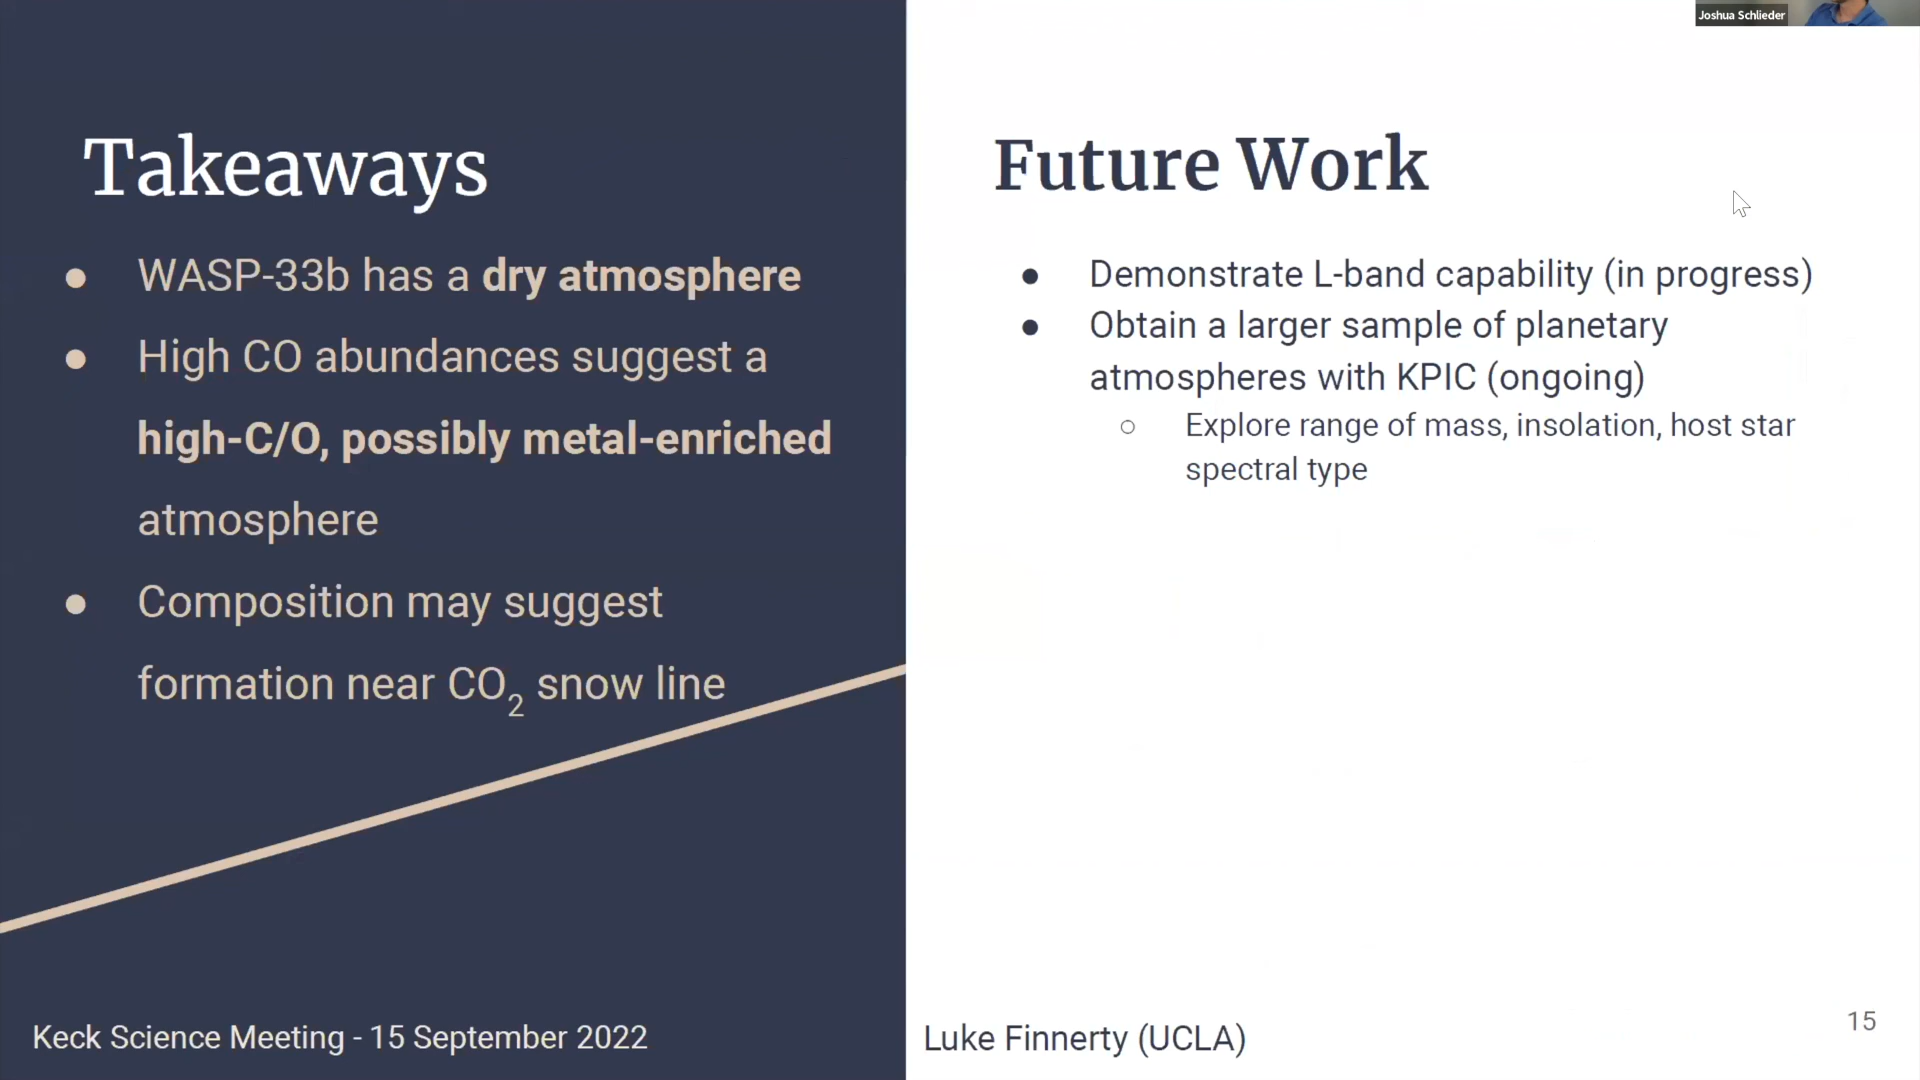 Joshua Schlieder
Takeaways
● WASP-33b has a dry atmosphere
● High CO abundances suggest a
high-C/O, possibly metal-enriched
atmosphere
● Composition may suggest
formation near CO₂ snow line
Keck Science Meeting - 15 September 2022
Future Work
● Demonstrate L-band capability (in progress)
● Obtain a larger sample of planetary
atmospheres with KPIC (ongoing)
○ Explore range of mass, insolation, host star
spectral type
Luke Finnerty (UCLA)
15